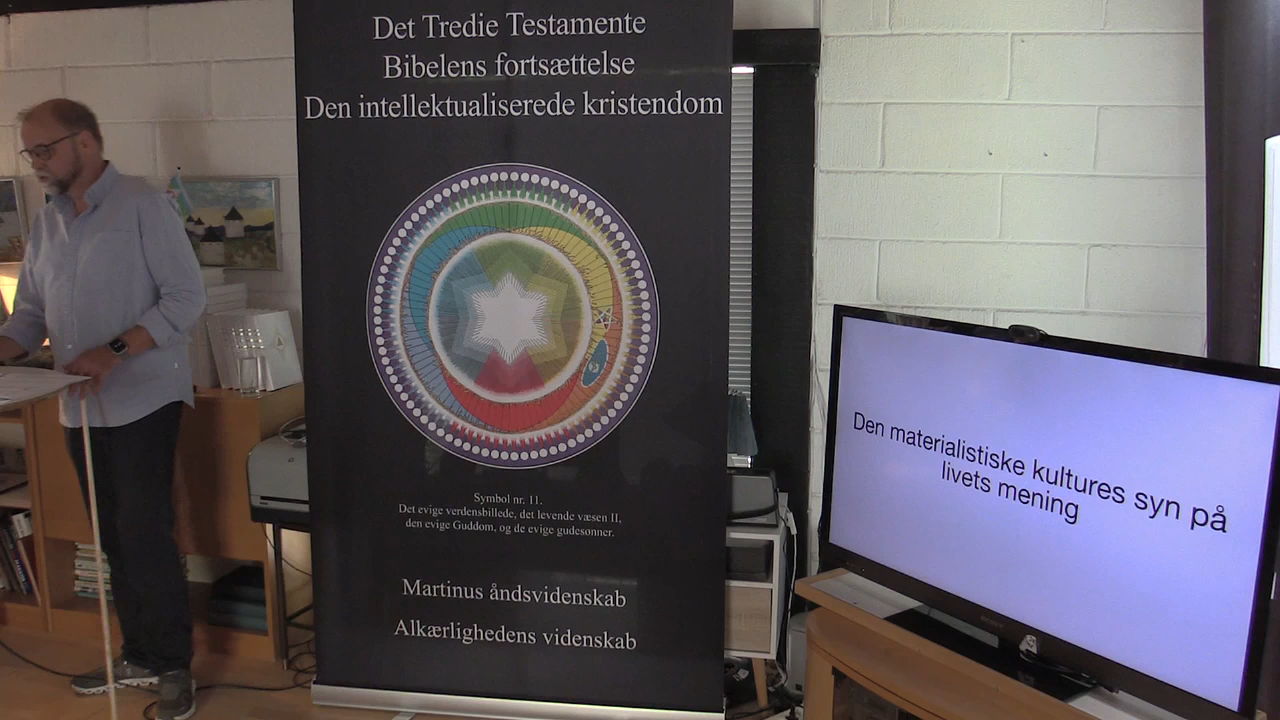 Det Tredie Testamente
Bibelens fortsættelse
Den intellektualiserede kristendom
Symbol nr. 11.
Det evige verdensbillede, det levende væsen II,
den evige Guddom, og de evige gudesønner.
Martinus åndsvidenskab
Alkærlighedens videnskab
Den materialistiske kultures syn på
livets mening
SONY